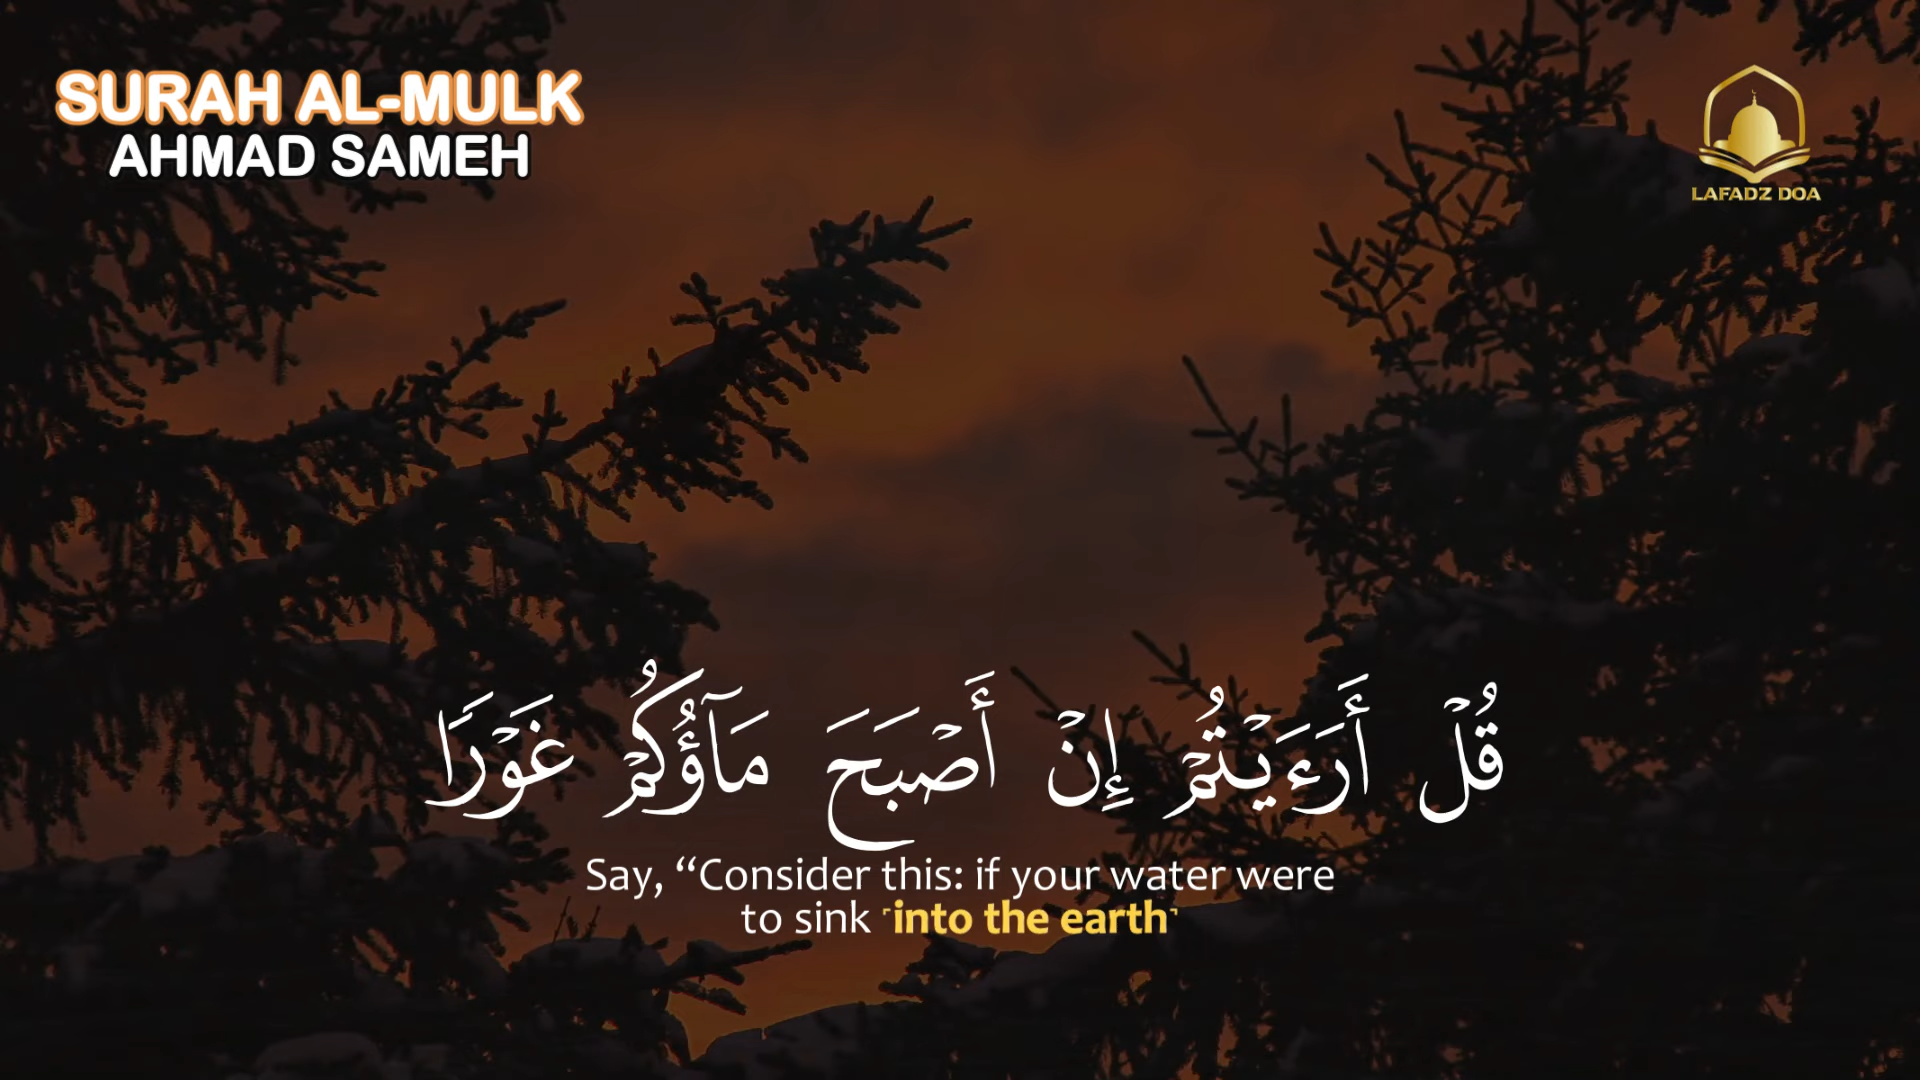 SURAH AL-MULK
AHMAD SAMEH
LAFADZ DOA
قُلْ أَرَءَيْتُمْ إِنْ أَصْبَحَ مَآؤُكُمْ غَوْرًا
Say, “Consider this: if your water were
to sink ˹into the earth˺